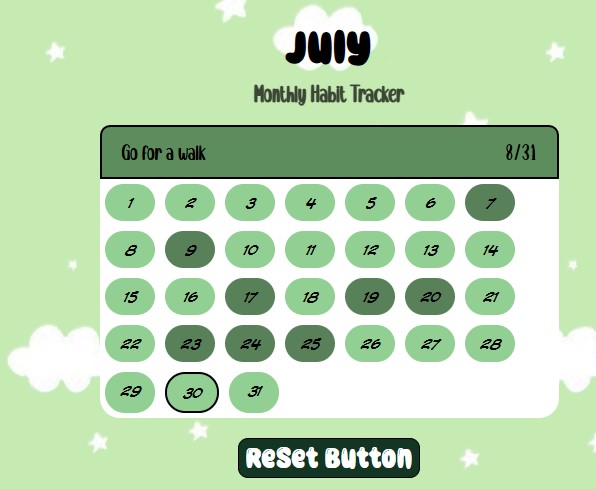 July
Monthly Habit Tracker
Go for a walk 8/31
1 2 3 4 5 6 7
8 9 10 11 12 13 14
15 16 17 18 19 20 21
22 23 24 25 26 27 28
29 30 31
Reset Button